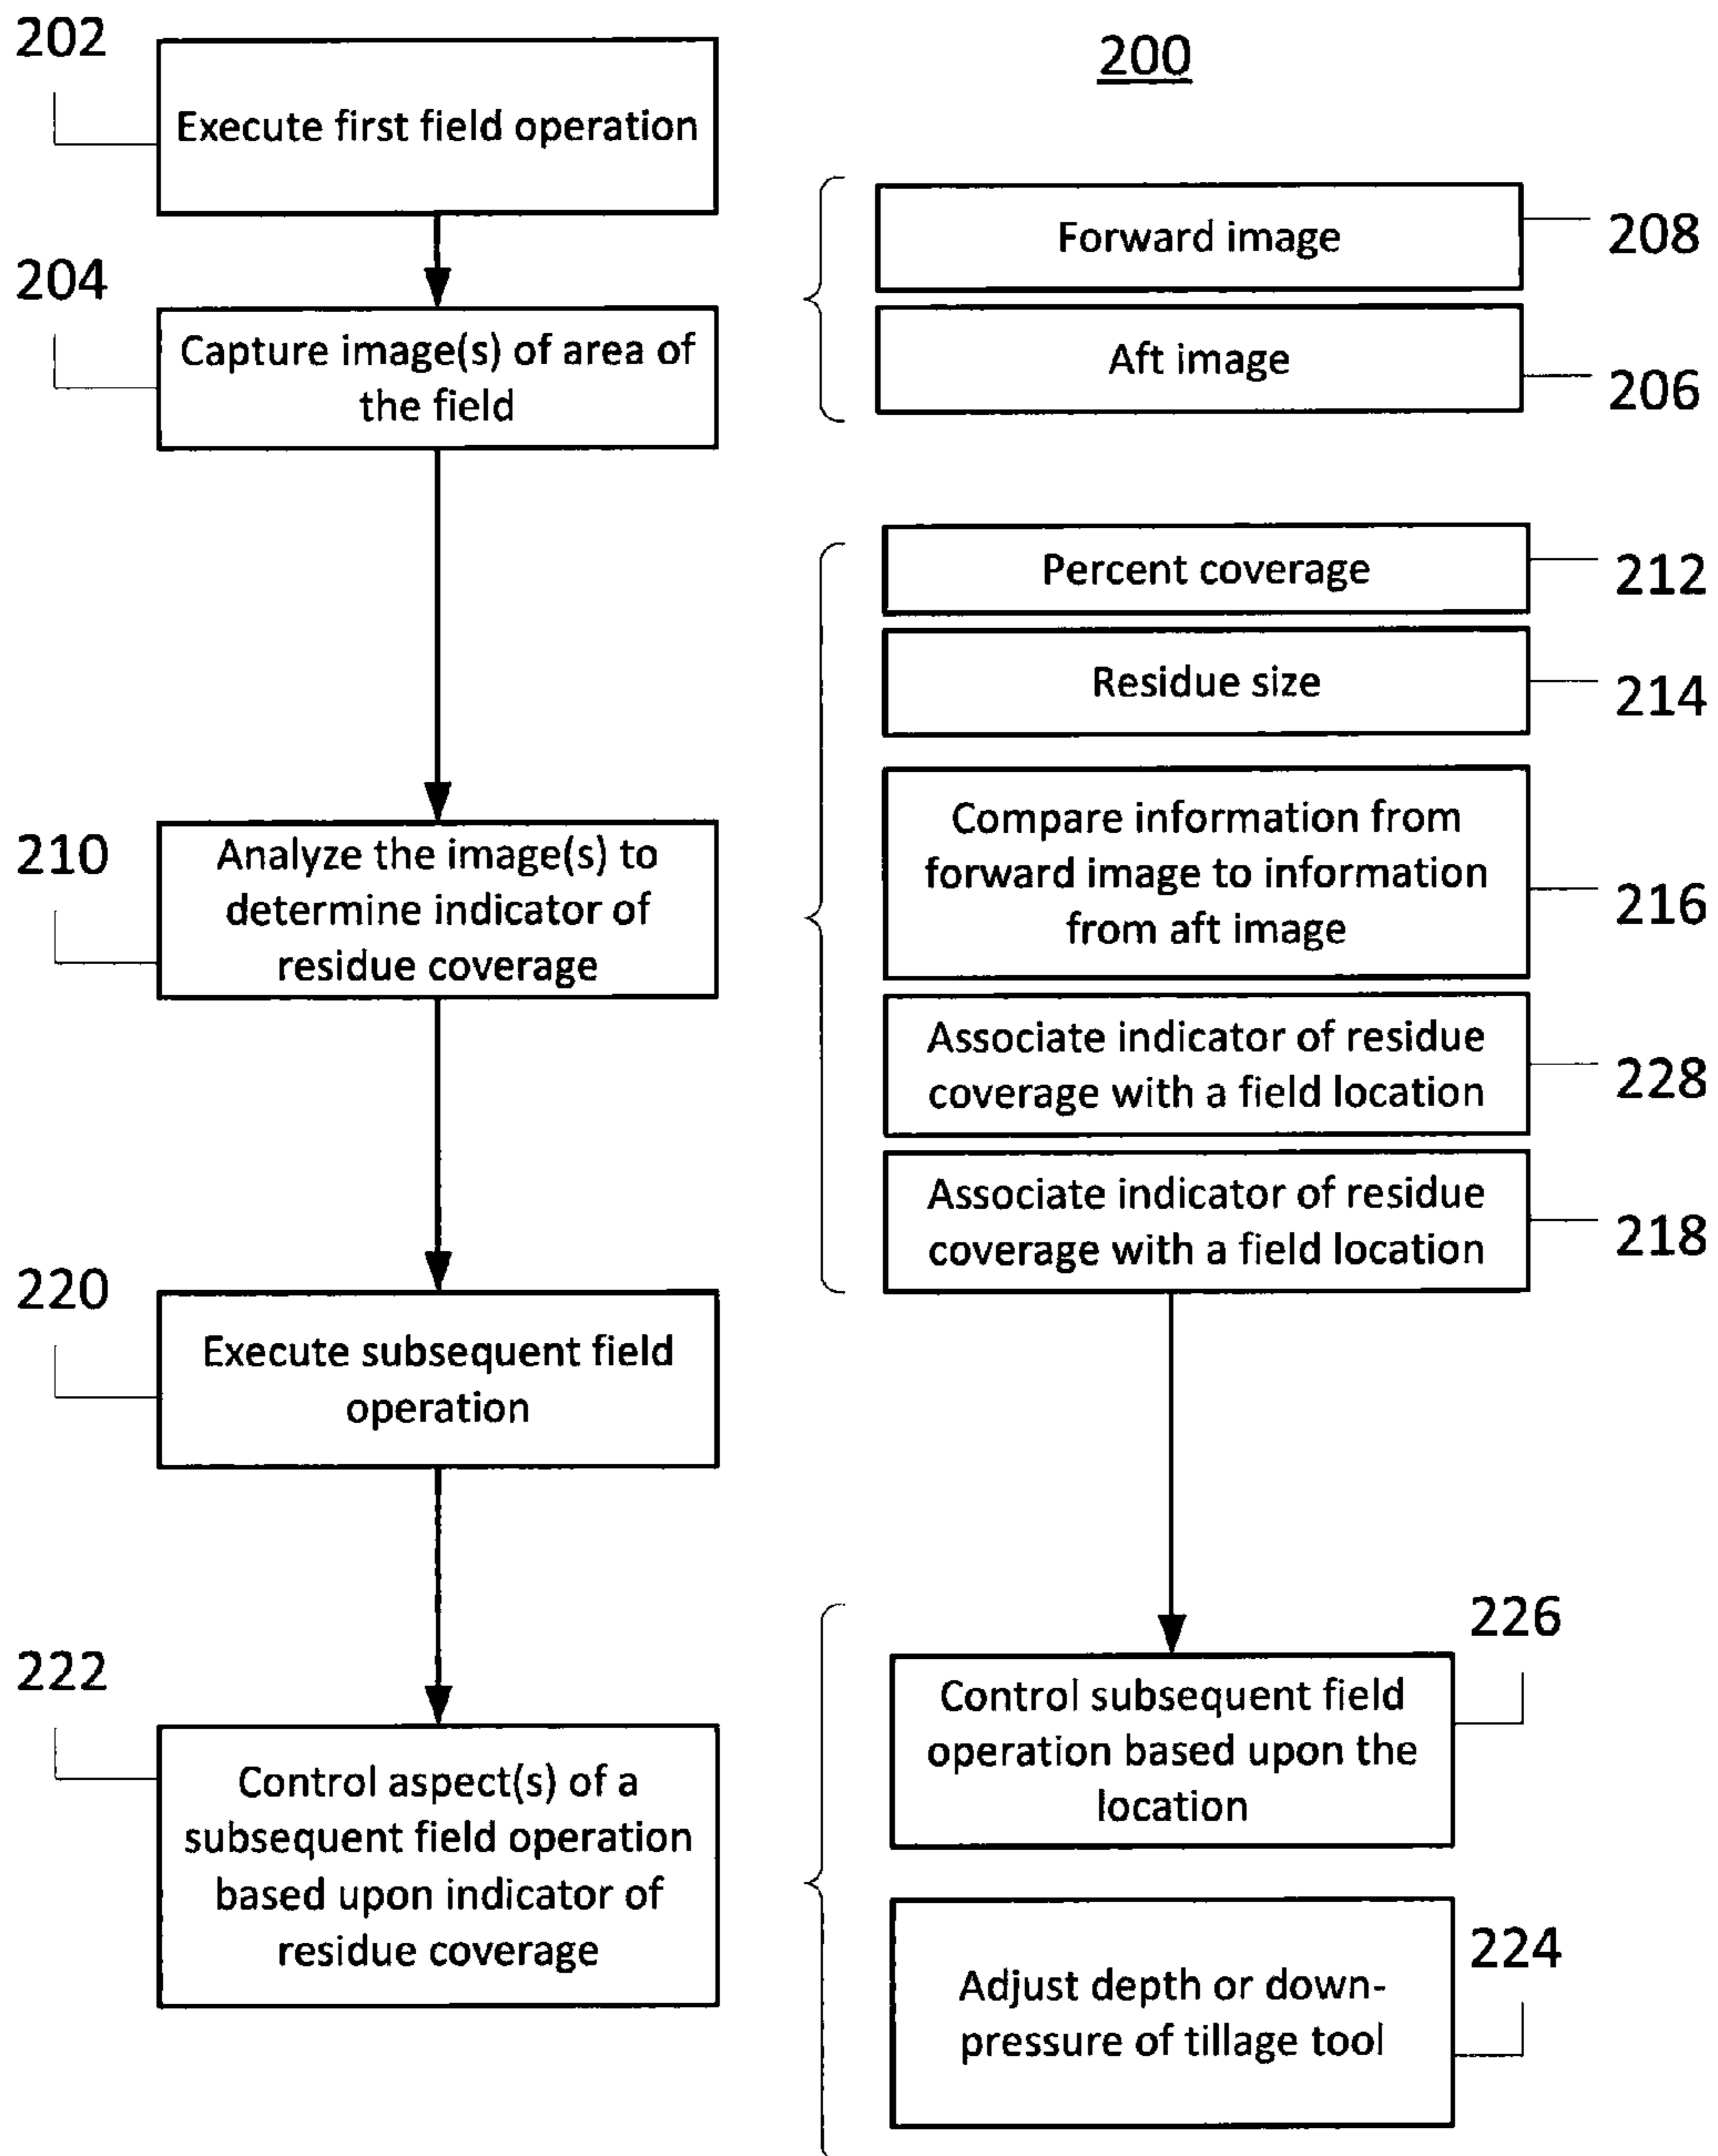 200
202
Execute first field operation
204
Capture image(s) of area of
the field
Forward image
208
Aft image
206
210
Analyze the image(s) to
determine indicator of
residue coverage
Percent coverage
212
Residue size
214
Compare information from
forward image to information
from aft image
216
Associate indicator of residue
coverage with a field location
228
Associate indicator of residue
coverage with a field location
218
220
Execute subsequent field
operation
222
Control aspect(s) of a
subsequent field operation
based upon indicator of
residue coverage
226
Control subsequent field
operation based upon the
location
224
Adjust depth or down-
pressure of tillage tool